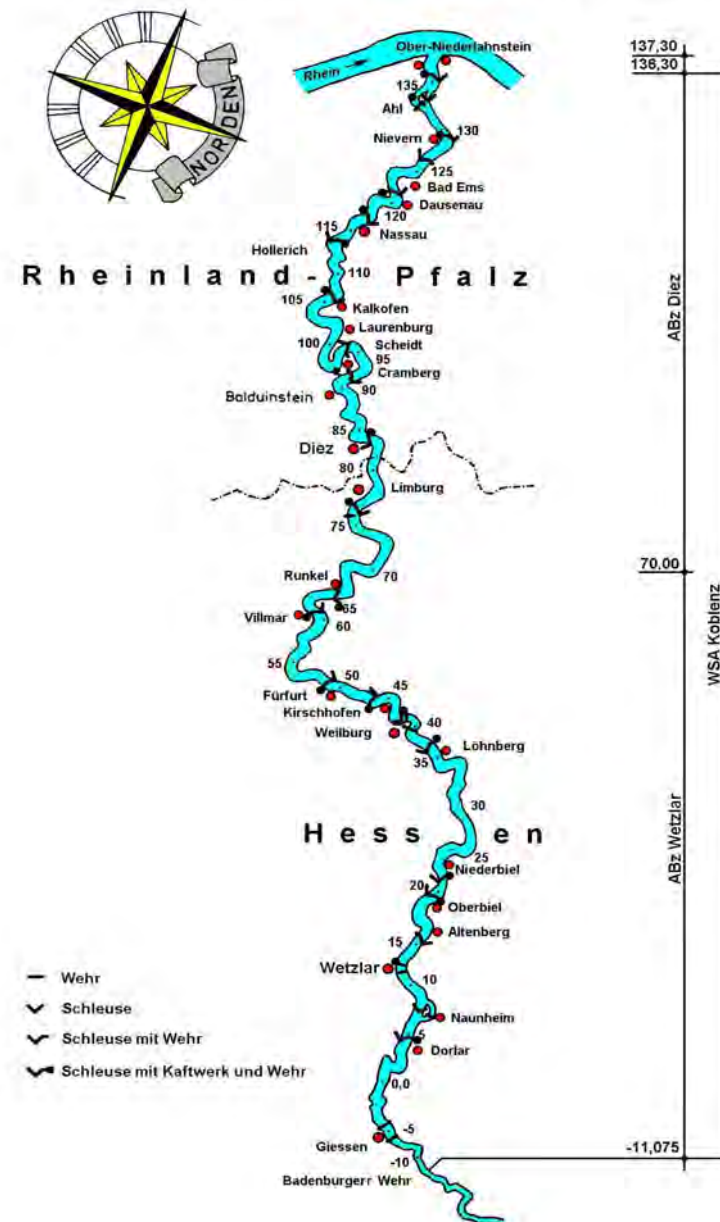 NORDEN
Ober-Niederlahnstein
Rhein
137,30
136,30
135
Ahl
130
Nievern
125
Bad Ems
Dausenau
120
Nassau
115
Hollerich
110
Rheinland-Pfalz
105
Kalkofen
Laurenburg
100
Scheidt
95
Cramberg
90
Balduinstein
ABz Diez
85
Diez
80
Limburg
75
70,00
70
Runkel
65
Villmar
60
WSA Koblenz
55
50
Fürfurt
45
Kirschhofen
40
Weilburg
35
Löhnberg
30
Hessen
ABz Wetzlar
25
Niederbiel
20
Oberbiel
Altenberg
15
Wetzlar
10
Wehr
Schleuse
Naunheim
Schleuse mit Wehr
5
Dorlar
Schleuse mit Kaftwerk und Wehr
0,0
-5
Giessen
-10
-11,075
Badenburgerr Wehr